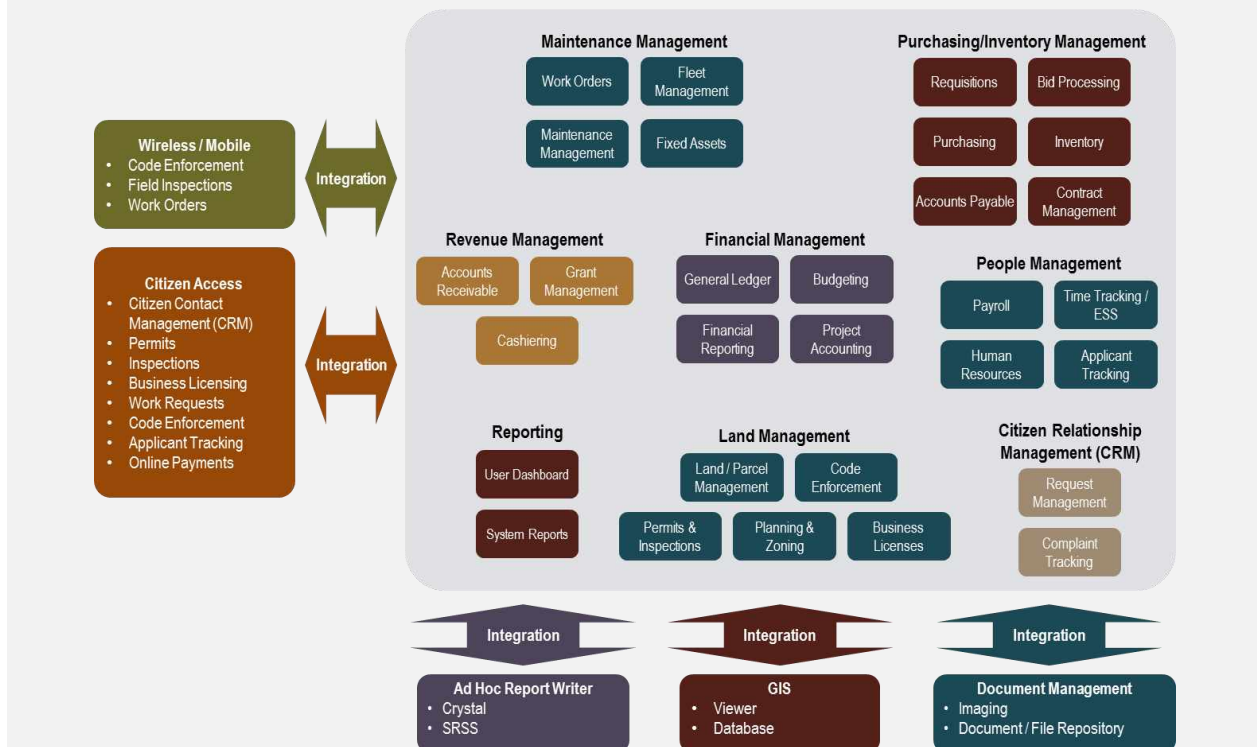 Maintenance Management
Work Orders
Fleet
Management
Maintenance
Management
Fixed Assets
Purchasing/Inventory Management
Requisitions
Bid Processing
Purchasing
Inventory
Accounts Payable
Contract
Management
Wireless / Mobile
• Code Enforcement
• Field Inspections
• Work Orders
Integration
Citizen Access
• Citizen Contact
Management (CRM)
• Permits
• Inspections
• Business Licensing
• Work Requests
• Code Enforcement
• Applicant Tracking
• Online Payments
Integration
Revenue Management
Accounts
Receivable
Grant
Management
Cashiering
Financial Management
General Ledger
Budgeting
Financial
Reporting
Project
Accounting
People Management
Payroll
Time Tracking /
ESS
Human
Resources
Applicant
Tracking
Reporting
User Dashboard
System Reports
Land Management
Land / Parcel
Management
Code
Enforcement
Permits &
Inspections
Planning &
Zoning
Business
Licenses
Citizen Relationship
Management (CRM)
Request
Management
Complaint
Tracking
Integration
Integration
Integration
Ad Hoc Report Writer
• Crystal
• SRSS
GIS
• Viewer
• Database
Document Management
• Imaging
• Document / File Repository